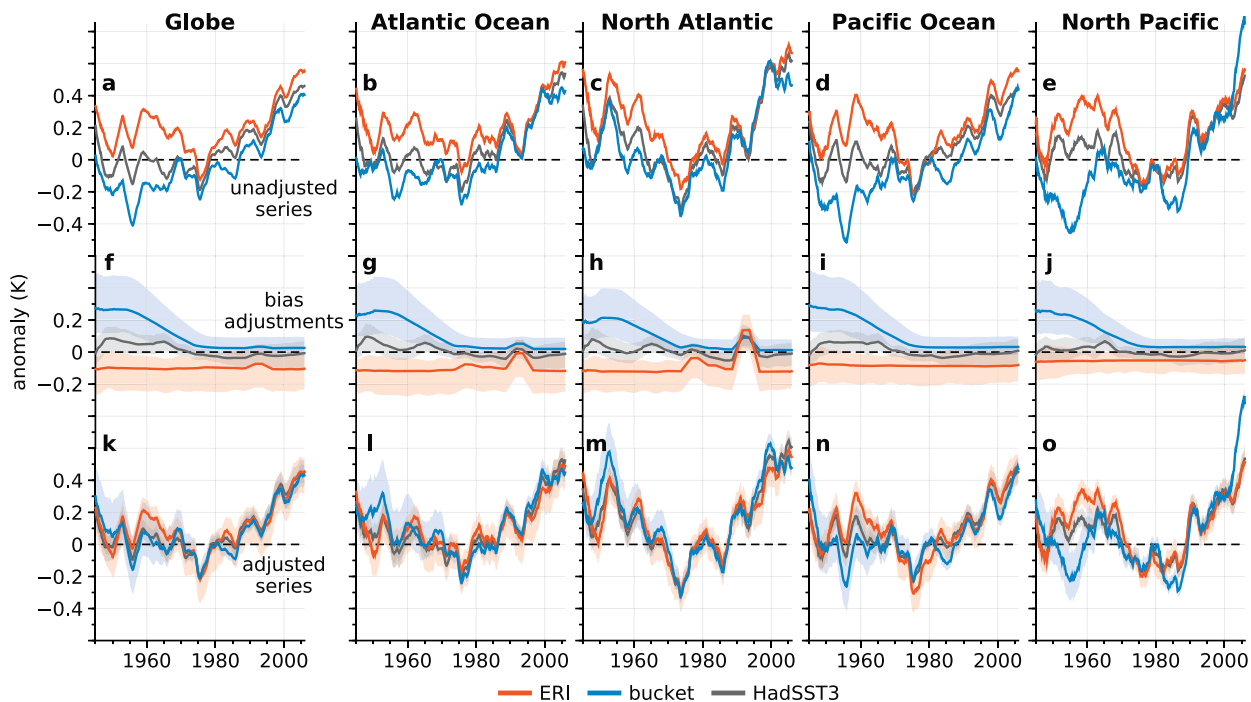 Globe
Atlantic Ocean
North Atlantic
Pacific Ocean
North Pacific
a
b
c
d
e
0.4
0.2
0
−0.2
−0.4
unadjusted
series
f
g
h
i
j
bias
adjustments
0.2
0
−0.2
anomaly (K)
k
l
m
n
o
0.4
0.2
0
−0.2
−0.4
adjusted
series
1960 1980 2000
1960 1980 2000
1960 1980 2000
1960 1980 2000
1960 1980 2000
ERI bucket HadSST3